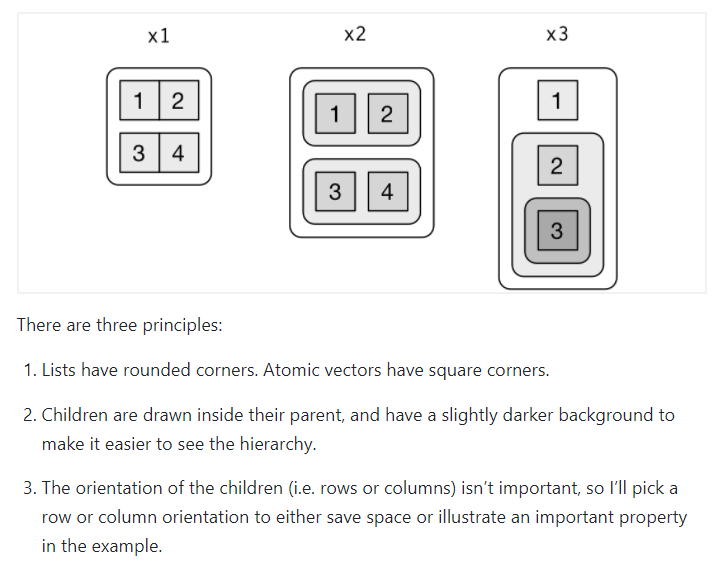 x1 x2 x3
1 2 1 2 1
3 4 3 4 2
3
There are three principles:
1. Lists have rounded corners. Atomic vectors have square corners.
2. Children are drawn inside their parent, and have a slightly darker background to
make it easier to see the hierarchy.
3. The orientation of the children (i.e. rows or columns) isn’t important, so I’ll pick a
row or column orientation to either save space or illustrate an important property
in the example.